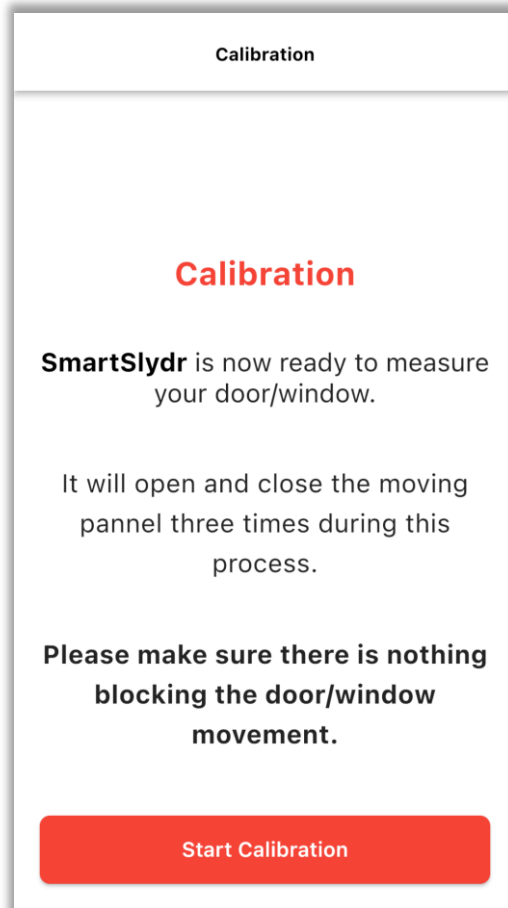 Calibration
Calibration
SmartSlydr is now ready to measure
your door/window.
It will open and close the moving
pannel three times during this
process.
Please make sure there is nothing
blocking the door/window
movement.
Start Calibration